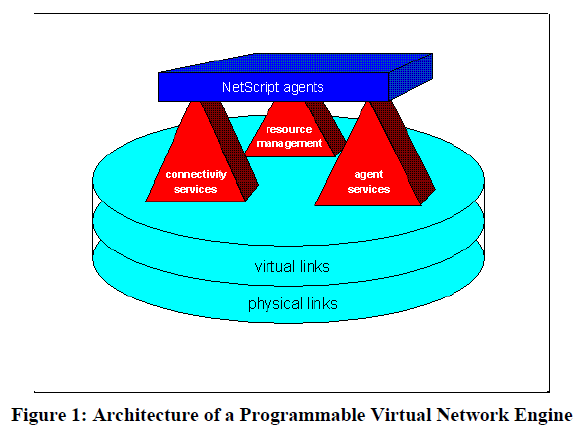 NetScript agents
resource
management
connectivity
services
agent
services
virtual links
physical links
Figure 1: Architecture of a Programmable Virtual Network Engine